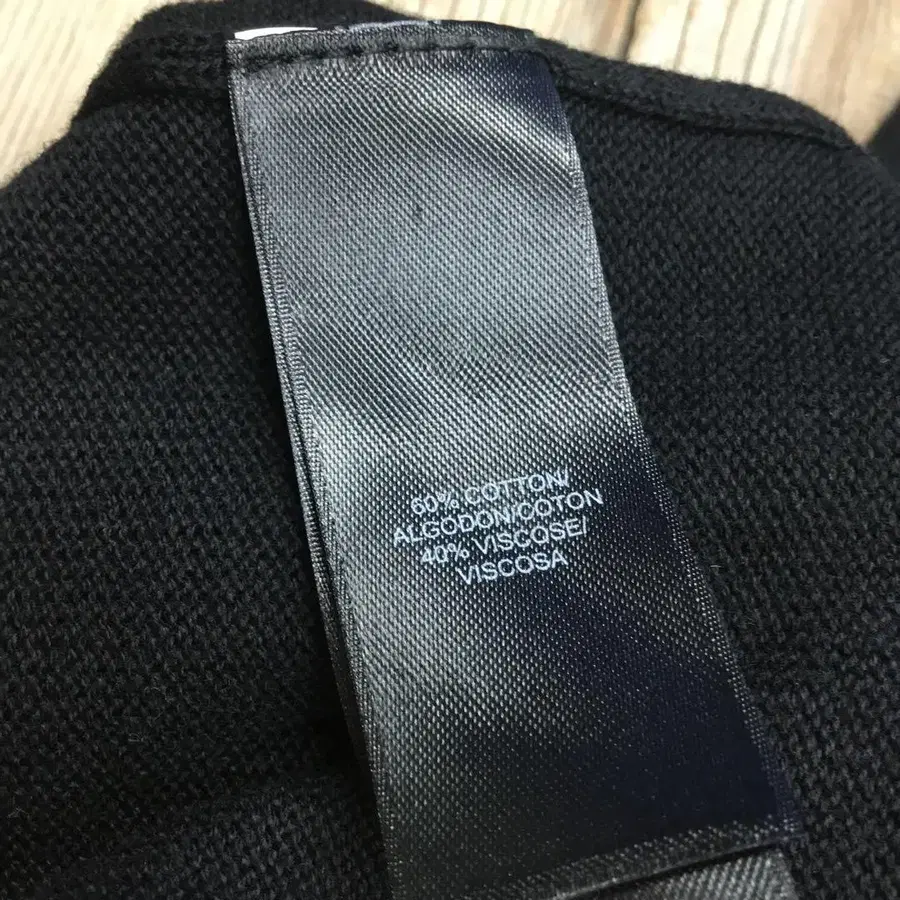 60% COTTON/
ALGODON/COTON
40% VISCOSE/
VISCOSA